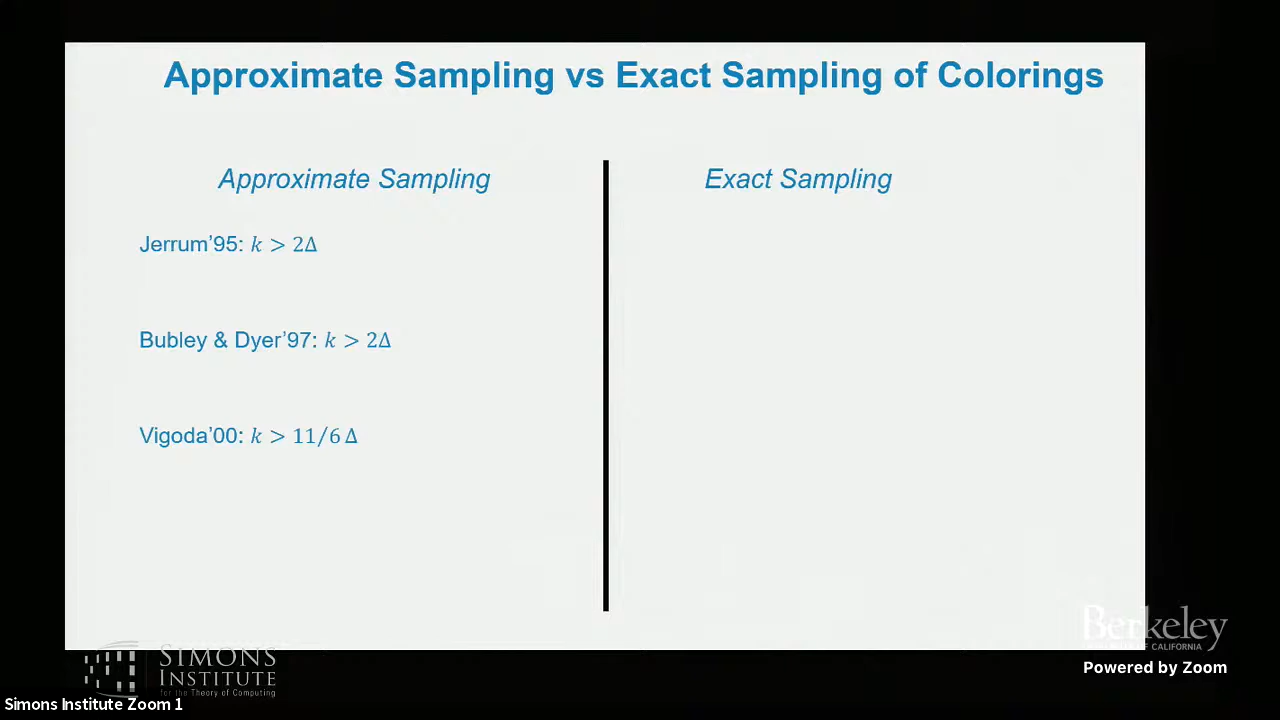 Approximate Sampling vs Exact Sampling of Colorings
Approximate Sampling
Exact Sampling
Jerrum’95: k > 2Δ
Bubley & Dyer’97: k > 2Δ
Vigoda’00: k > 11/6 Δ
Berkeley
OF CALIFORNIA
Powered by Zoom
SIMONS
INSTITUTE
for the Theory of Computing
Simons Institute Zoom 1